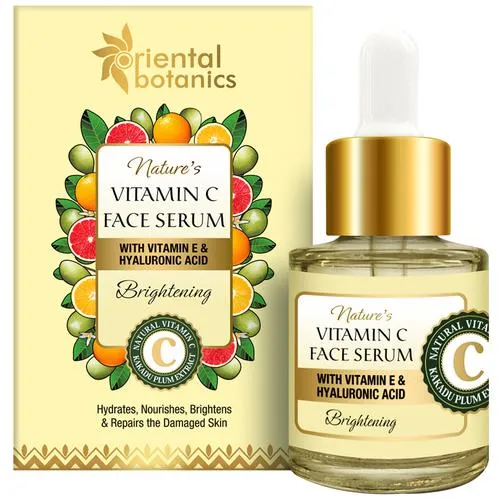 oriental
botanics
Nature's
VITAMIN C
FACE SERUM
WITH VITAMIN E &
HYALURONIC ACID
Brightening
NATURAL VITAMIN C
C
KAKADU PLUM EXTRACT
Hydrates, Nourishes, Brightens
& Repairs the Damaged Skin
Nature's
VITAMIN C
FACE SERUM
WITH VITAMIN E &
HYALURONIC ACID
Brightening
NATURAL VITAMIN C
C
KAKADU PLUM EXTRACT